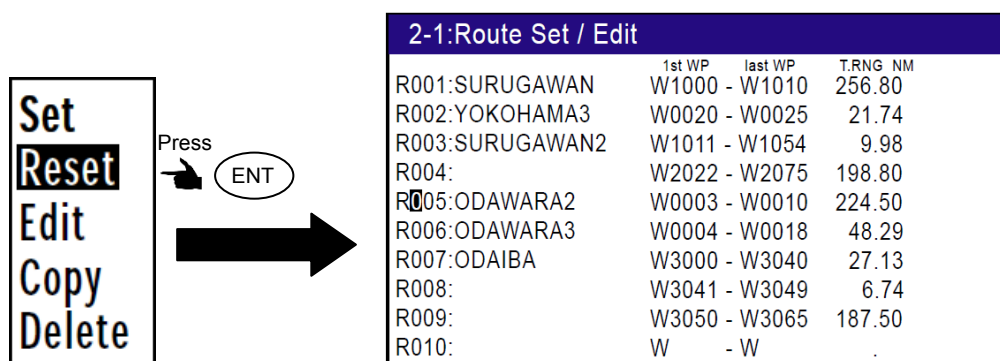 Set
Reset
Edit
Copy
Delete
Press
ENT
2-1:Route Set / Edit
1st WP last WP T.RNG NM
R001:SURUGAWAN W1000 - W1010 256.80
R002:YOKOHAMA3 W0020 - W0025 21.74
R003:SURUGAWAN2 W1011 - W1054 9.98
R004: W2022 - W2075 198.80
R005:ODAWARA2 W0003 - W0010 224.50
R006:ODAWARA3 W0004 - W0018 48.29
R007:ODAIBA W3000 - W3040 27.13
R008: W3041 - W3049 6.74
R009: W3050 - W3065 187.50
R010: W - W .